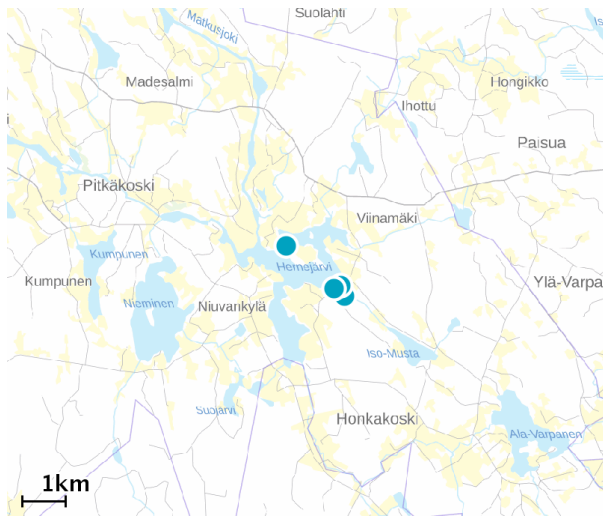 Suolahti
Matkusjoki
Madesalmi
Hongikko
Ihottu
Paisua
Pitkäkoski
Viinamäki
Kumpunen
Hernejärvi
Kumpunen
Nieminen
Niuvankylä
Ylä-Varpa
Iso-Musta
Suojärvi
Honkakoski
Ala-Varpanen
1km